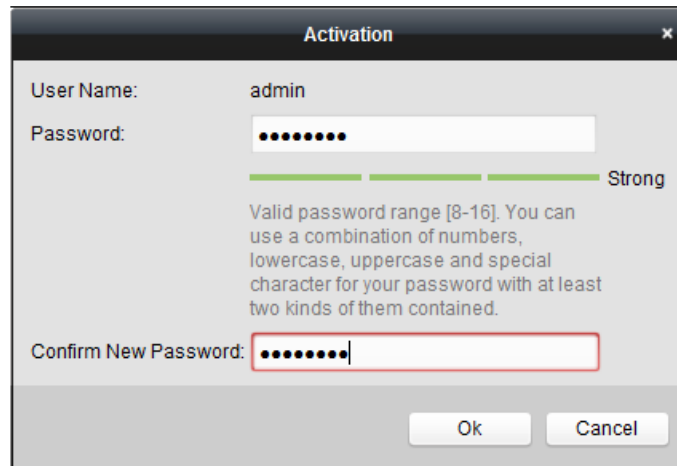 Activation
User Name: admin
Password: ••••••••
Strong
Valid password range [8-16]. You can
use a combination of numbers,
lowercase, uppercase and special
character for your password with at least
two kinds of them contained.
Confirm New Password: ••••••••
Ok Cancel